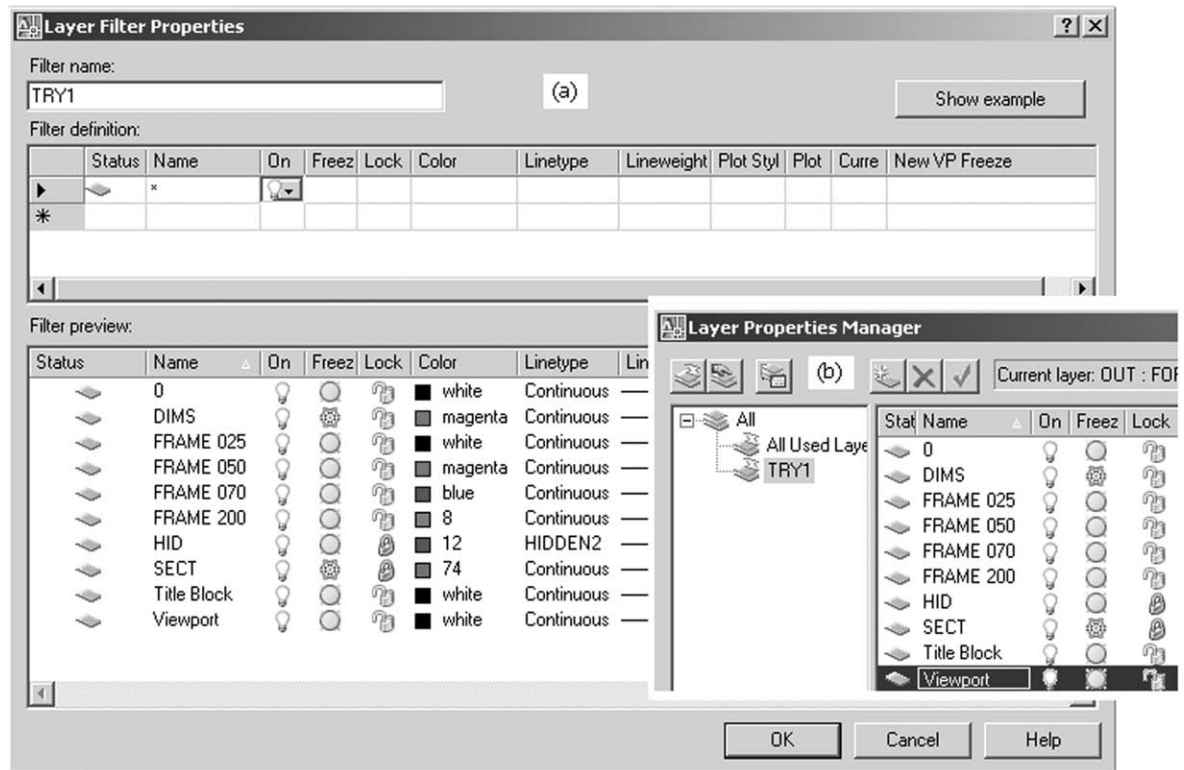 Layer Filter Properties
Filter name:
TRY1
(a)
Show example
Filter definition:
Status Name On Freez Lock Color Linetype Lineweight Plot Styl Plot Curre New VP Freeze
*
Filter preview:
Status Name On Freez Lock Color Linetype Lin
0 white Continuous
DIMS magenta Continuous
FRAME 025 white Continuous
FRAME 050 magenta Continuous
FRAME 070 blue Continuous
FRAME 200 8 Continuous
HID 12 HIDDEN2
SECT 74 Continuous
Title Block white Continuous
Viewport white Continuous
Layer Properties Manager
(b)
Current layer: OUT : FOR
All
All Used Laye
TRY1
Stat Name On Freez Lock
0
DIMS
FRAME 025
FRAME 050
FRAME 070
FRAME 200
HID
SECT
Title Block
Viewport
OK Cancel Help